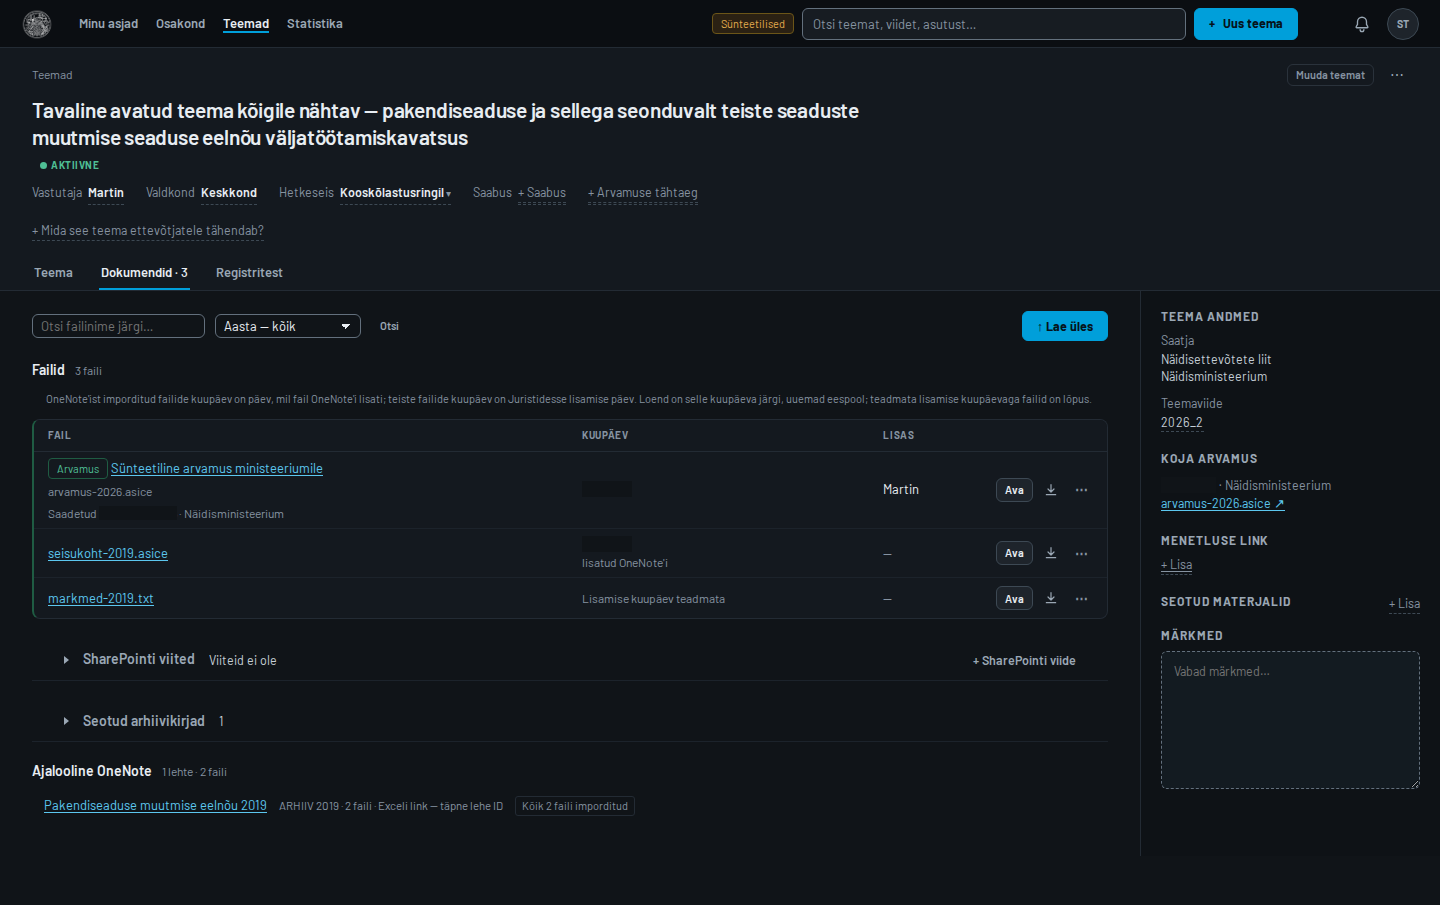 Minu asjad Osakond Teemad Statistika Sünteetilised Otsi teemat, viidet, asutust… + Uus teema ST
Teemad Muuda teemat ⋯
Tavaline avatud teema kõigile nähtav — pakendiseaduse ja sellega seonduvalt teiste seaduste
muutmise seaduse eelnõu väljatöötamiskavatsus
AKTIIVNE
Vastutaja Martin Valdkond Keskkond Hetkeseis Kooskõlastusringil ▾ Saabus + Saabus + Arvamuse tähtaeg
+ Mida see teema ettevõtjatele tähendab?
Teema Dokumendid · 3 Registritest
Otsi failinime järgi… Aasta — kõik Otsi ↑ Lae üles
Failid 3 faili
OneNote'ist imporditud failide kuupäev on päev, mil fail OneNote'i lisati; teiste failide kuupäev on Juristidesse lisamise päev. Loend on selle kuupäeva järgi, uuemad eespool; teadmata lisamise kuupäevaga failid on lõpus.
FAIL KUUPÄEV LISAS
Arvamus Sünteetiline arvamus ministeeriumile
arvamus-2026.asice
Saadetud · Näidisministeerium
Martin Ava ⋯
seisukoht-2019.asice
lisatud OneNote'i
— Ava ⋯
markmed-2019.txt Lisamise kuupäev teadmata — Ava ⋯
SharePointi viited Viiteid ei ole + SharePointi viide
Seotud arhiivikirjad 1
Ajalooline OneNote 1 lehte · 2 faili
Pakendiseaduse muutmise eelnõu 2019 ARHIIV 2019 · 2 faili · Exceli link — täpne lehe ID Kõik 2 faili imporditud
TEEMA ANDMED
Saatja
Näidisettevõtete liit
Näidisministeerium
Teemaviide
2026_2
KOJA ARVAMUS
· Näidisministeerium
arvamus-2026.asice ↗
MENETLUSE LINK
+ Lisa
SEOTUD MATERJALID + Lisa
MÄRKMED
Vabad märkmed…